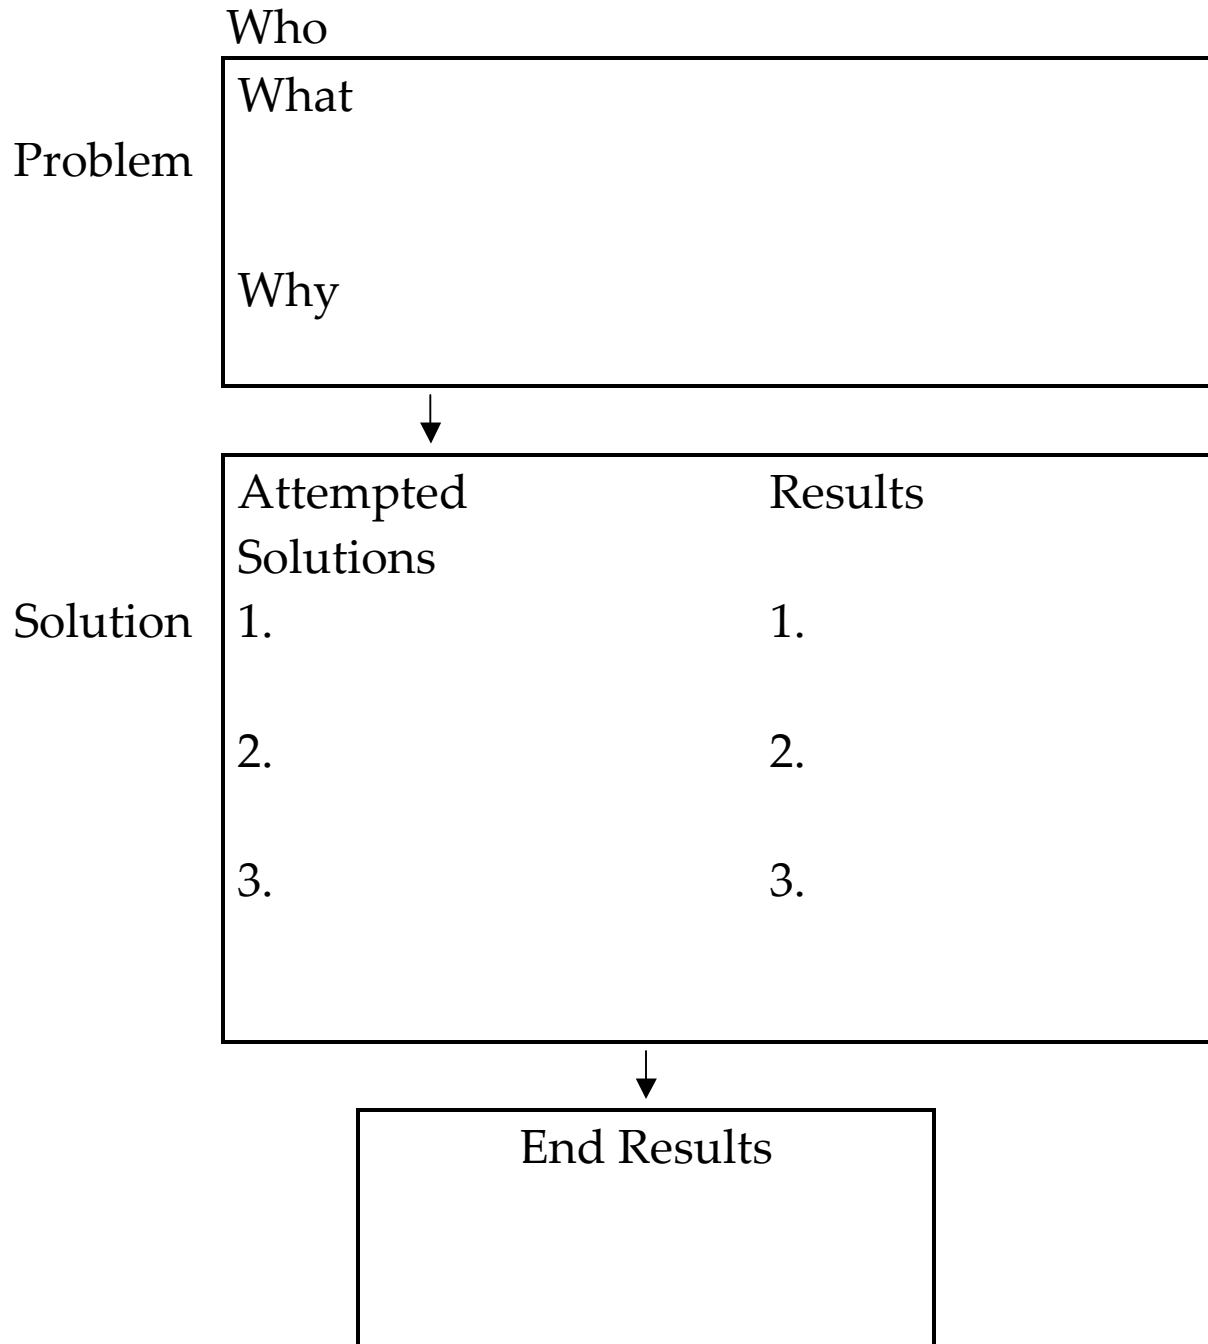 Who
What
Problem
Why
Attempted Results
Solutions
Solution 1. 1.
2. 2.
3. 3.
End Results